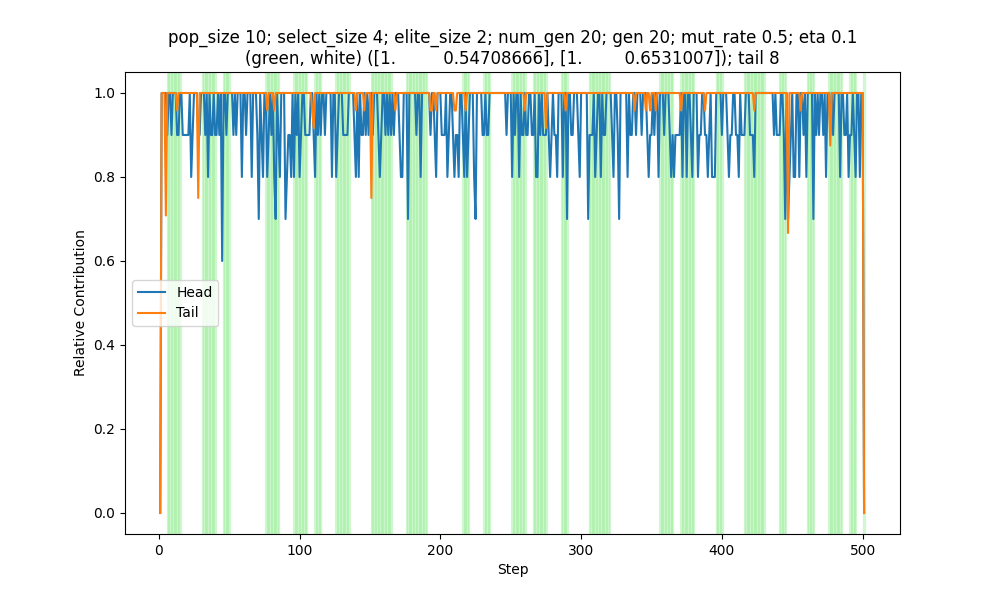 pop_size 10; select_size 4; elite_size 2; num_gen 20; gen 20; mut_rate 0.5; eta 0.1
(green, white) ([1. 0.54708666], [1. 0.6531007]); tail 8
1.0
0.8
0.6
0.4
0.2
0.0
Relative Contribution
Head
Tail
0
100
200
300
400
500
Step